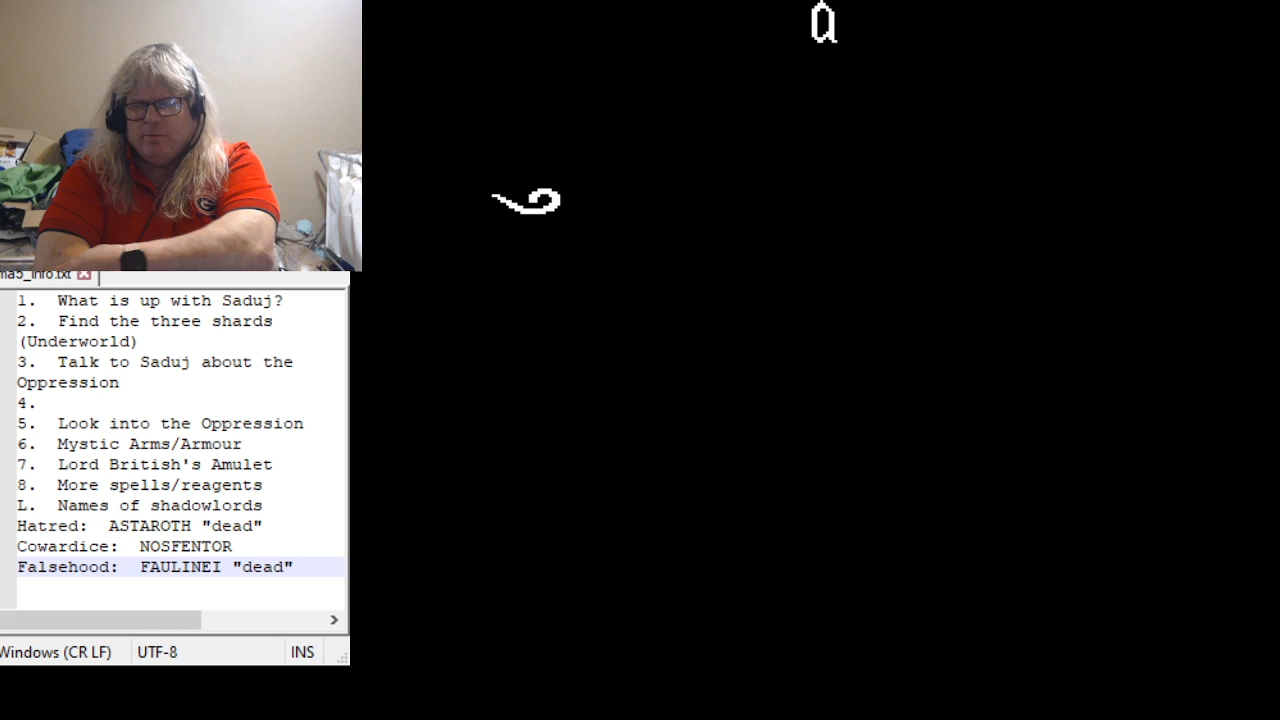 ma5_info.txt
1. What is up with Saduj?
2. Find the three shards
(Underworld)
3. Talk to Saduj about the
Oppression
4.
5. Look into the Oppression
6. Mystic Arms/Armour
7. Lord British's Amulet
8. More spells/reagents
L. Names of shadowlords
Hatred: ASTAROTH "dead"
Cowardice: NOSFENTOR
Falsehood: FAULINEI "dead"
Windows (CR LF) UTF-8 INS